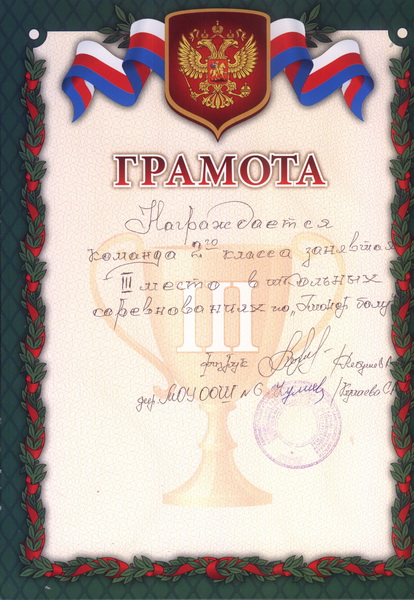 ГРАМОТА
Награждается
команда 2го класса занявшая
III место в школьных
соревнованиях по „Пионер болу"
III
физрук
дир МОУ ООШ № 6